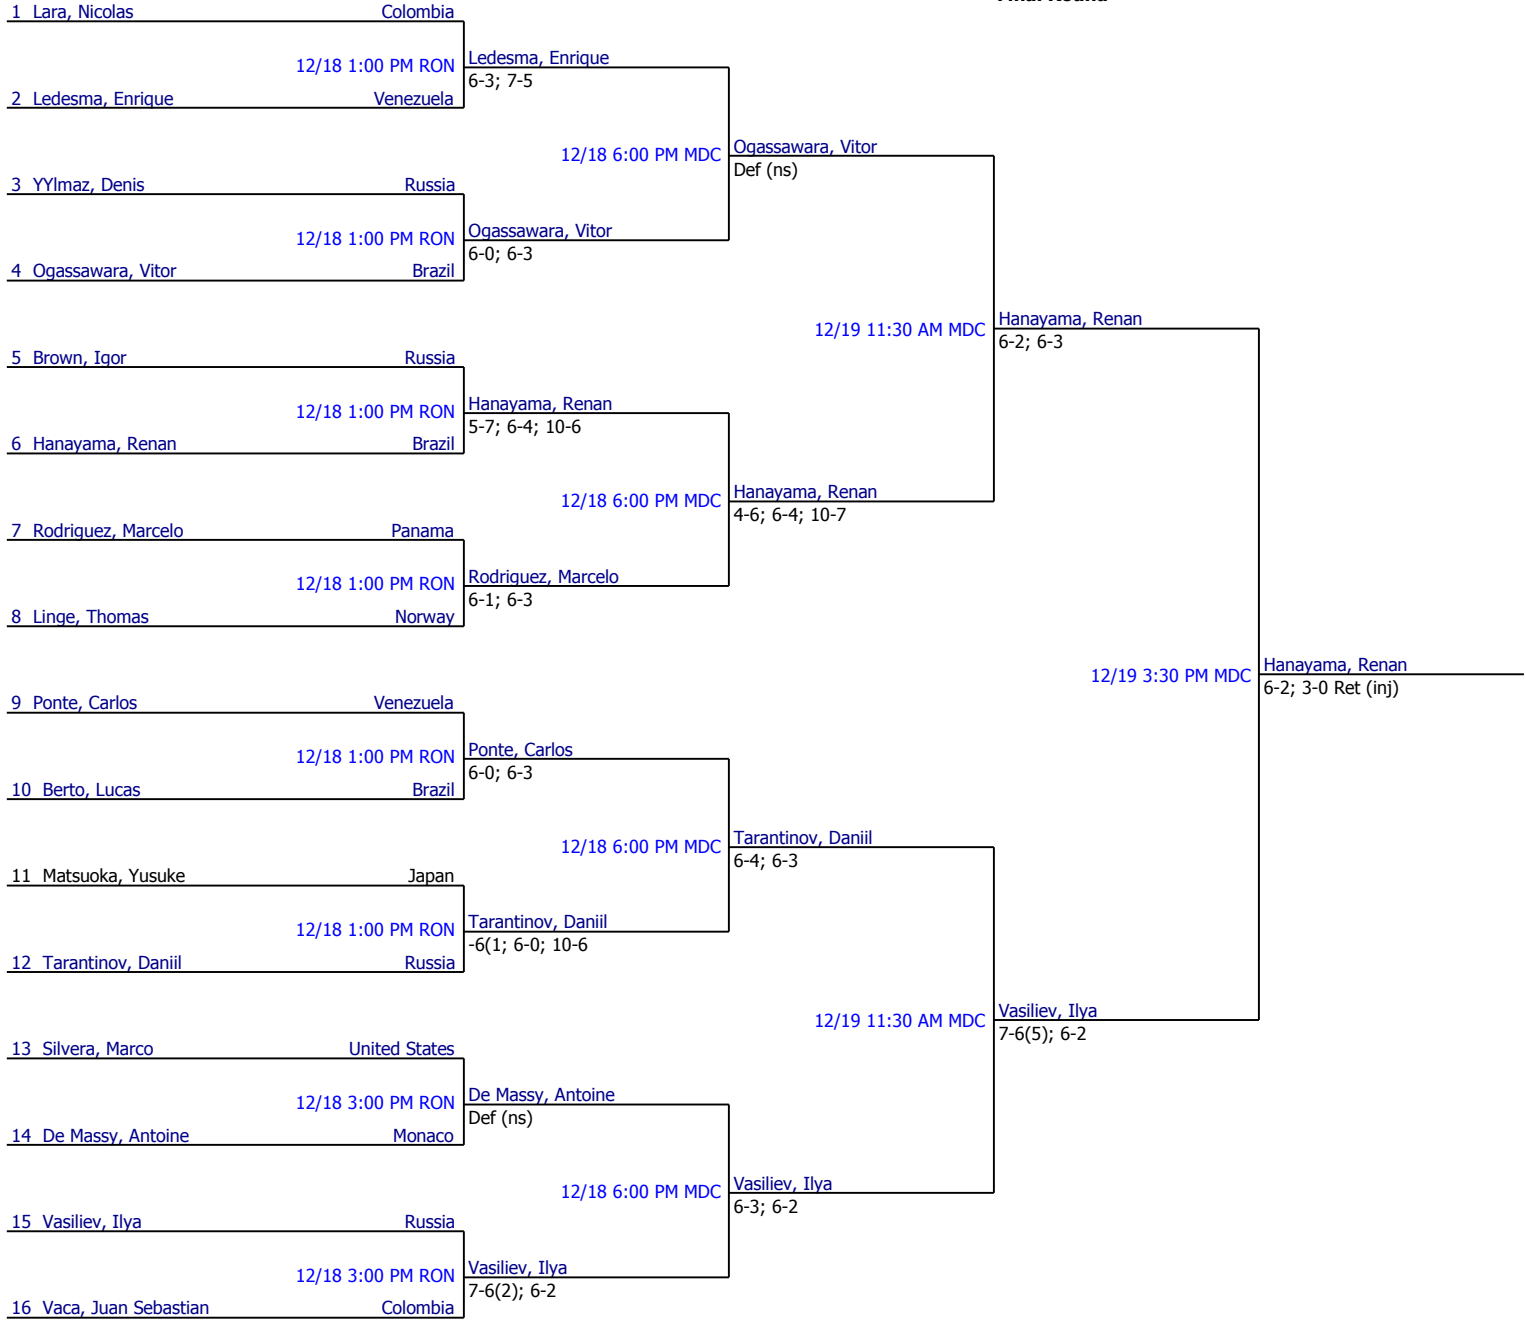 Final Round
1 Lara, Nicolas Colombia
12/18 1:00 PM RON Ledesma, Enrique
6-3; 7-5
2 Ledesma, Enrique Venezuela
12/18 6:00 PM MDC Ogassawara, Vitor
Def (ns)
3 YYlmaz, Denis Russia
12/18 1:00 PM RON Ogassawara, Vitor
6-0; 6-3
4 Ogassawara, Vitor Brazil
12/19 11:30 AM MDC Hanayama, Renan
6-2; 6-3
5 Brown, Igor Russia
12/18 1:00 PM RON Hanayama, Renan
5-7; 6-4; 10-6
6 Hanayama, Renan Brazil
12/18 6:00 PM MDC Hanayama, Renan
4-6; 6-4; 10-7
7 Rodriguez, Marcelo Panama
12/18 1:00 PM RON Rodriguez, Marcelo
6-1; 6-3
8 Linge, Thomas Norway
12/19 3:30 PM MDC Hanayama, Renan
6-2; 3-0 Ret (inj)
9 Ponte, Carlos Venezuela
12/18 1:00 PM RON Ponte, Carlos
6-0; 6-3
10 Berto, Lucas Brazil
12/18 6:00 PM MDC Tarantinov, Daniil
6-4; 6-3
11 Matsuoka, Yusuke Japan
12/18 1:00 PM RON Tarantinov, Daniil
-6(1; 6-0; 10-6
12 Tarantinov, Daniil Russia
12/19 11:30 AM MDC Vasiliev, Ilya
7-6(5); 6-2
13 Silvera, Marco United States
12/18 3:00 PM RON De Massy, Antoine
Def (ns)
14 De Massy, Antoine Monaco
12/18 6:00 PM MDC Vasiliev, Ilya
6-3; 6-2
15 Vasiliev, Ilya Russia
12/18 3:00 PM RON Vasiliev, Ilya
7-6(2); 6-2
16 Vaca, Juan Sebastian Colombia